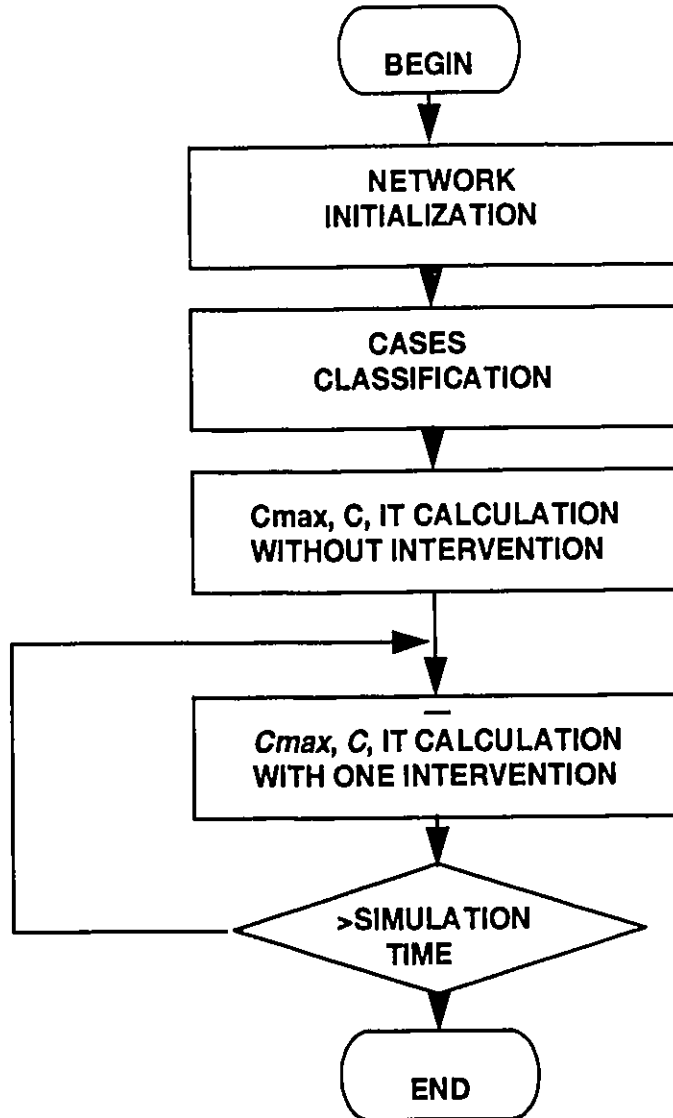 BEGIN
NETWORK
INITIALIZATION
CASES
CLASSIFICATION
Cmax, C, IT CALCULATION
WITHOUT INTERVENTION
Cmax, C, IT CALCULATION
WITH ONE INTERVENTION
>SIMULATION
TIME
END